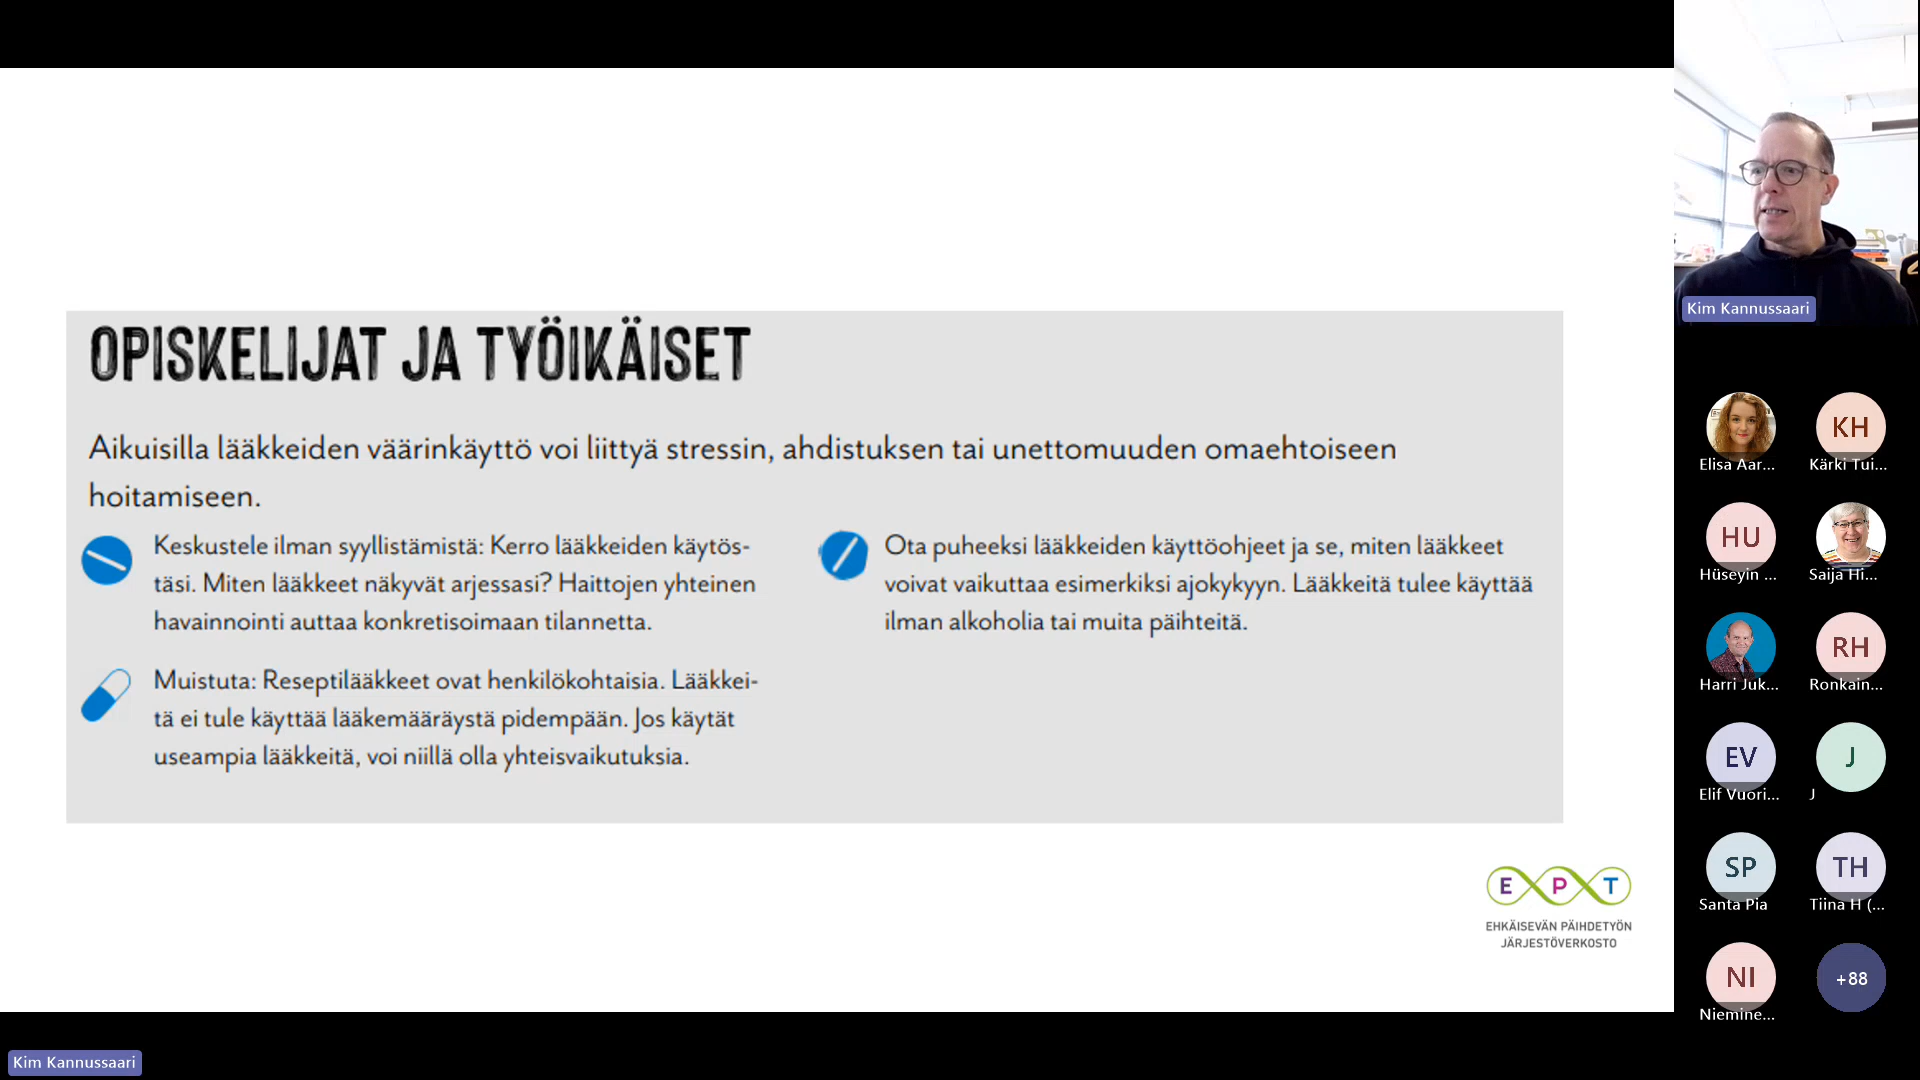 OPISKELIJAT JA TYÖIKÄISET
Aikuisilla lääkkeiden väärinkäyttö voi liittyä stressin, ahdistuksen tai unettomuuden omaehtoiseen
hoitamiseen.
Keskustele ilman syyllistämistä: Kerro lääkkeiden käytös-
täsi. Miten lääkkeet näkyvät arjessasi? Haittojen yhteinen
havainnointi auttaa konkretisoimaan tilannetta.
Muistuta: Reseptilääkkeet ovat henkilökohtaisia. Lääkkei-
tä ei tule käyttää lääkemääräystä pidempään. Jos käytät
useampia lääkkeitä, voi niillä olla yhteisvaikutuksia.
Ota puheeksi lääkkeiden käyttöohjeet ja se, miten lääkkeet
voivat vaikuttaa esimerkiksi ajokykyyn. Lääkkeitä tulee käyttää
ilman alkoholia tai muita päihteitä.
E P T
EHKÄISEVÄN PÄIHDETYÖN
JÄRJESTÖVERKOSTO
Kim Kannussaari
Kim Kannussaari
Elisa Aar...
KH
Kärki Tui...
HU
Hüseyin ...
Saija Hi...
Harri Juk...
RH
Ronkain...
EV
Elif Vuori...
J
J
SP
Santa Pia
TH
Tiina H (...
NI
Niemine...
+88